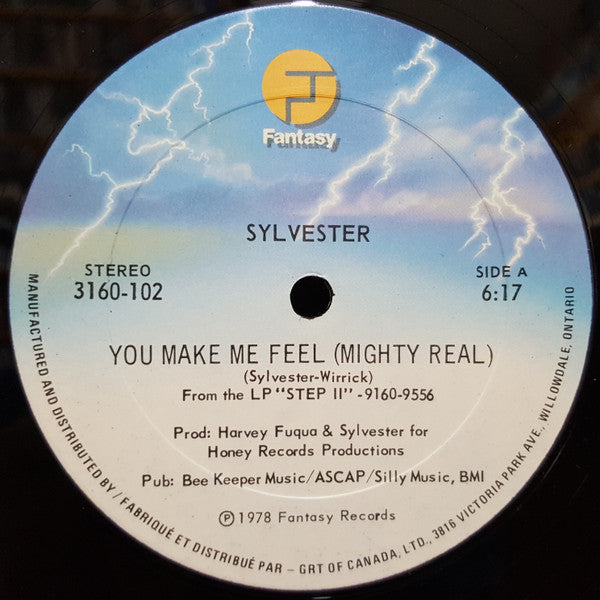 Fantasy
SYLVESTER
STEREO
3160-102
SIDE A
6:17
YOU MAKE ME FEEL (MIGHTY REAL)
(Sylvester-Wirrick)
From the LP "STEP II" -9160-9556
Prod: Harvey Fuqua & Sylvester for
Honey Records Productions
Pub: Bee Keeper Music/ASCAP/Silly Music, BMI
℗ 1978 Fantasy Records
MANUFACTURED AND DISTRIBUTED BY / FABRIQUÉ ET DISTRIBUÉ PAR – GRT OF CANADA, LTD., 3816 VICTORIA PARK AVE., WILLOWDALE, ONTARIO